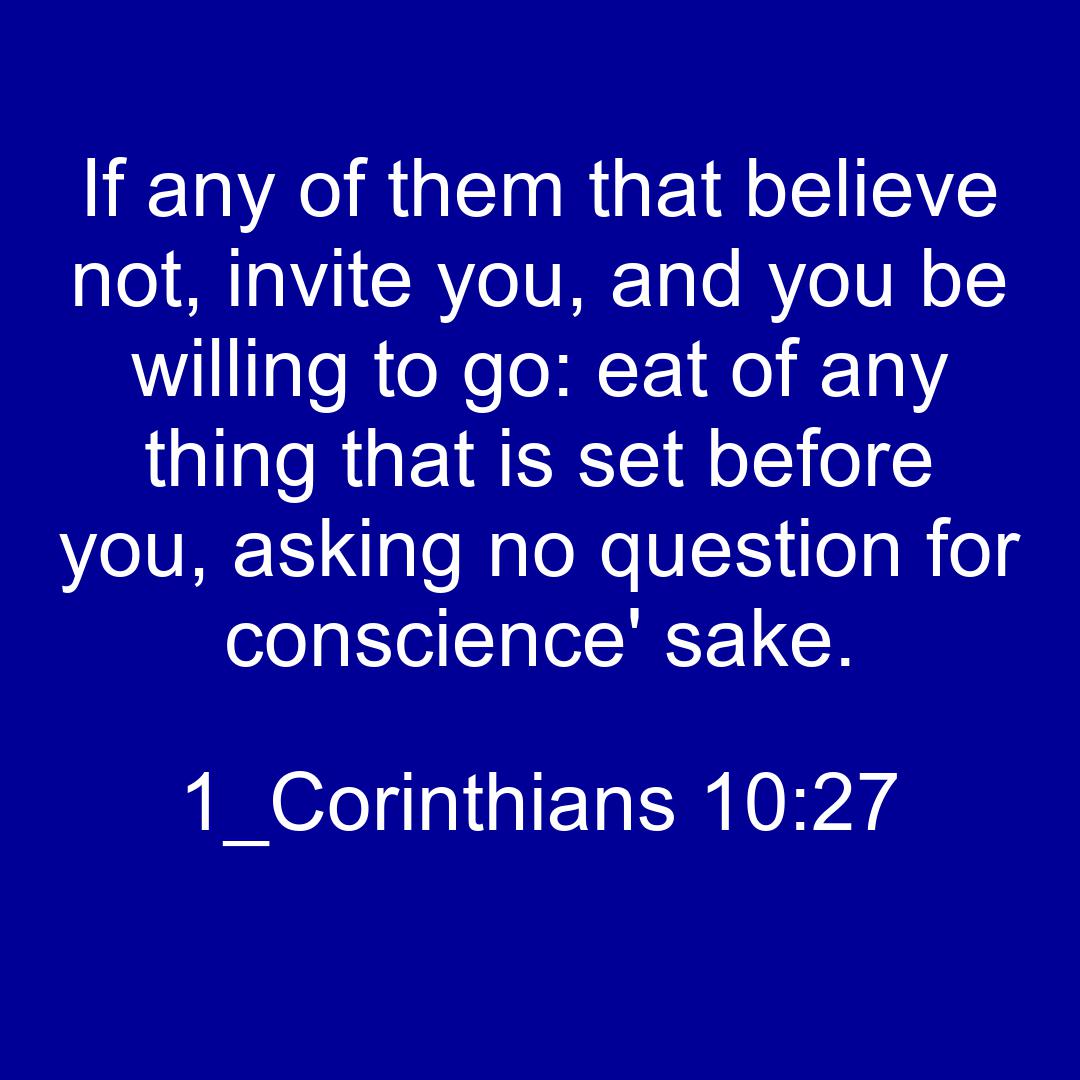 If any of them that believe
not, invite you, and you be
willing to go: eat of any
thing that is set before
you, asking no question for
conscience' sake.
1_Corinthians 10:27